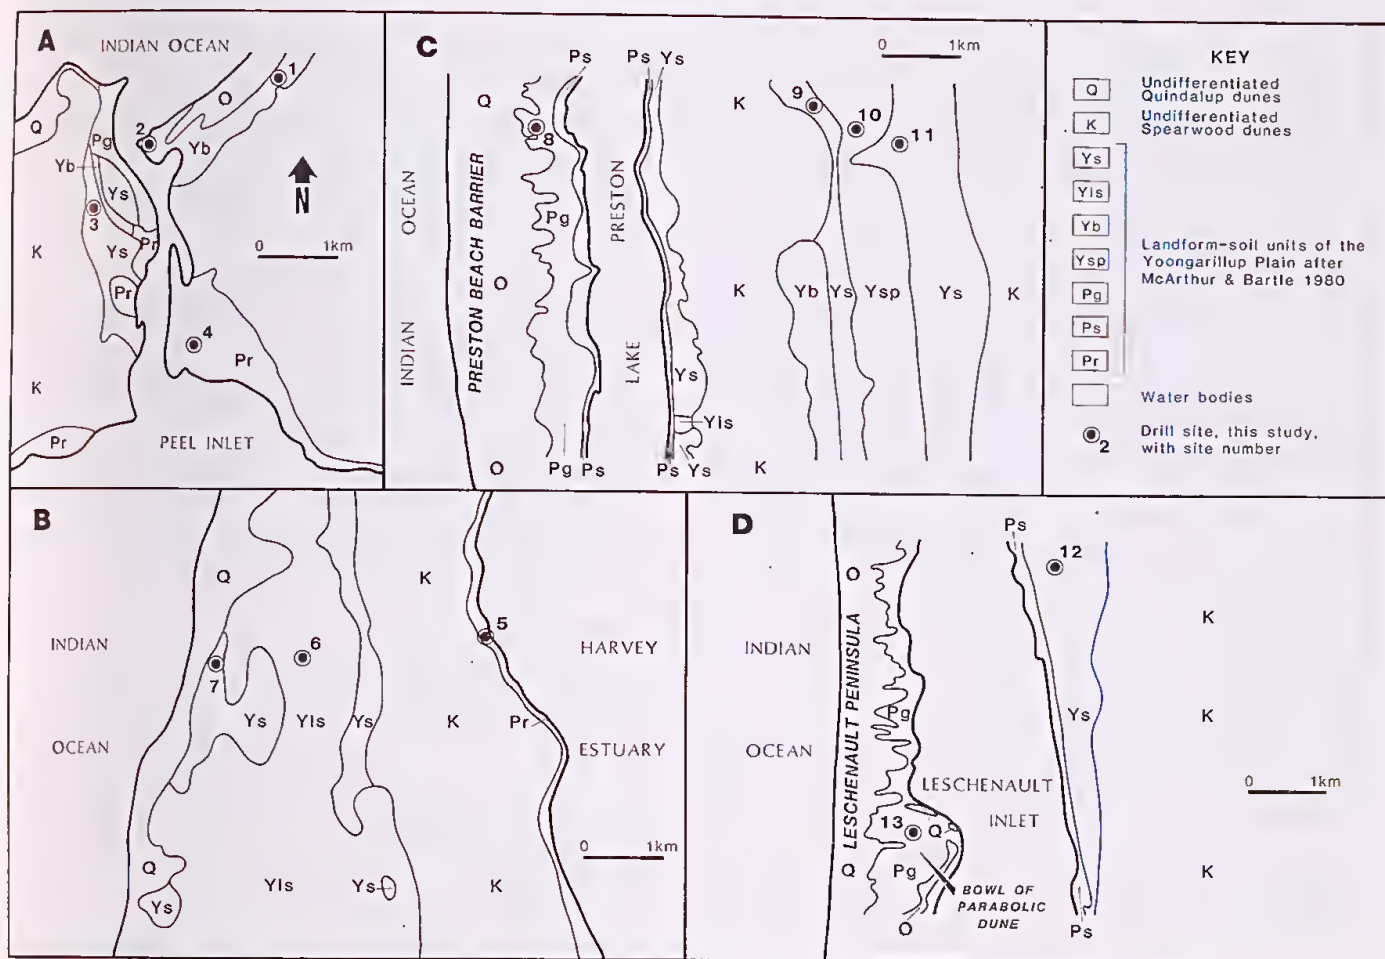 A
INDIAN OCEAN
1
O
Q
2
Pg
Yb
Yb
Ys
N
3
K
Ys
Pr
0 1km
Pr
4
Pr
K
Pr
PEEL INLET
C
Ps
Ps Ys
0 1km
Q
K
9
10
8
11
INDIAN OCEAN
PRESTON BEACH BARRIER
Pg
PRESTON LAKE
O
K
Yb
Ys
Ysp
Ys
K
Ys
Yls
O
Pg Ps
Ps Ys
K
KEY
Q Undifferentiated
Quindalup dunes
K Undifferentiated
Spearwood dunes
Ys
Yls
Yb
Ysp
Pg
Ps
Pr
Landform-soil units of the
Yoongarillup Plain after
McArthur & Bartle 1980
Water bodies
2 Drill site, this study,
with site number
B
Q
K
5
INDIAN
6
HARVEY
7
Ys
Yls
Ys
K
Pr
OCEAN
ESTUARY
0 1km
Q
Yls
Ys
K
Ys
D
Ps
12
O
K
INDIAN
LESCHENAULT PENINSULA
Pg
Ys
K
OCEAN
LESCHENAULT
INLET
0 1km
13
Q
Q
Pg
K
BOWL OF
PARABOLIC
DUNE
O
Ps